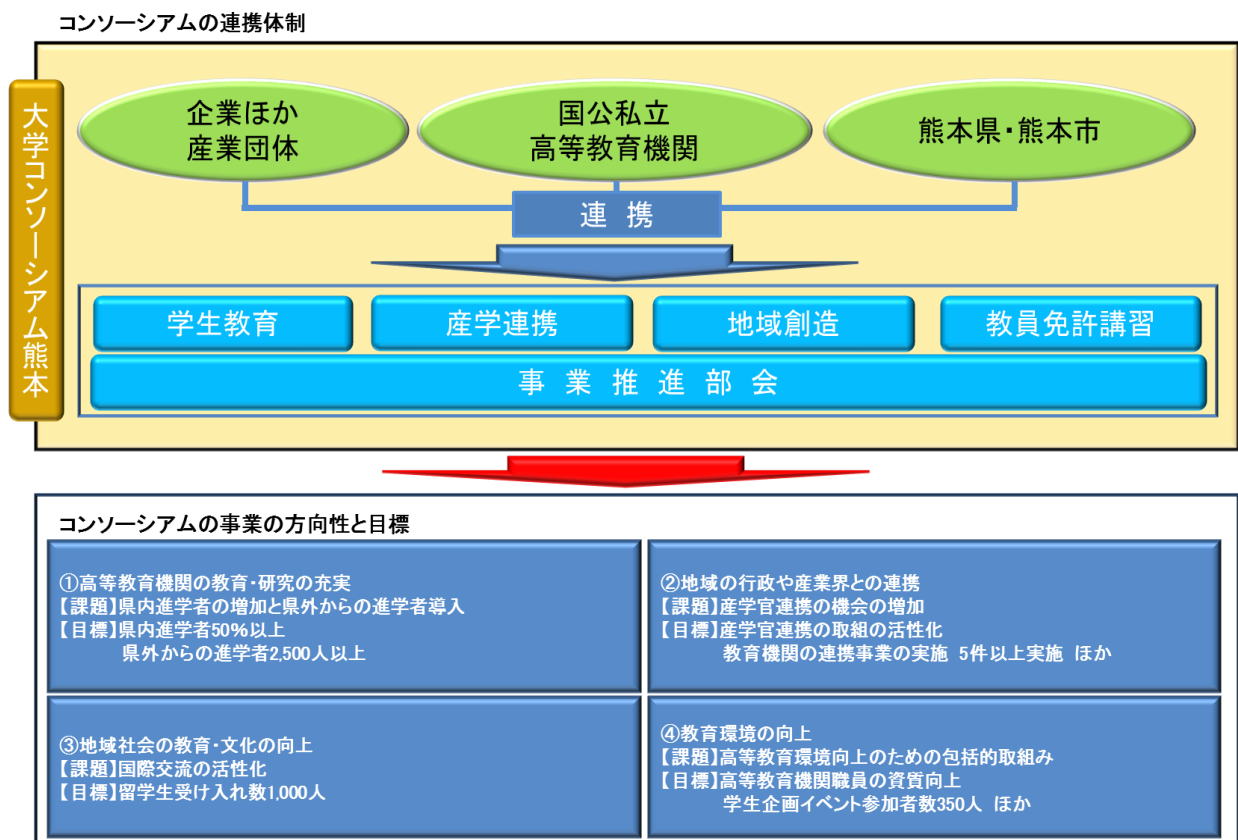 コンソーシアムの連携体制
大学コンソーシアム熊本
企業ほか
産業団体
国公私立
高等教育機関
熊本県・熊本市
連 携
学生教育
産学連携
地域創造
教員免許講習
事 業 推 進 部 会
コンソーシアムの事業の方向性と目標
①高等教育機関の教育・研究の充実
【課題】県内進学者の増加と県外からの進学者導入
【目標】県内進学者50%以上
県外からの進学者2,500人以上
②地域の行政や産業界との連携
【課題】産学官連携の機会の増加
【目標】産学官連携の取組の活性化
教育機関の連携事業の実施 5件以上実施 ほか
③地域社会の教育・文化の向上
【課題】国際交流の活性化
【目標】留学生受け入れ数1,000人
④教育環境の向上
【課題】高等教育環境向上のための包括的取組み
【目標】高等教育機関職員の資質向上
学生企画イベント参加者数350人 ほか